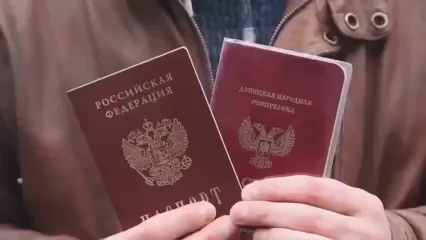 РОССИЙСКАЯ
ФЕДЕРАЦИЯ
ПАСПОРТ
ДОНЕЦКАЯ НАРОДНАЯ
РЕСПУБЛИКА